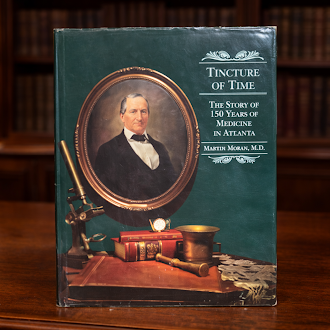 TINCTURE
OF TIME
THE STORY OF
150 YEARS OF
MEDICINE
IN ATLANTA
MARTIN MORAN, M.D.